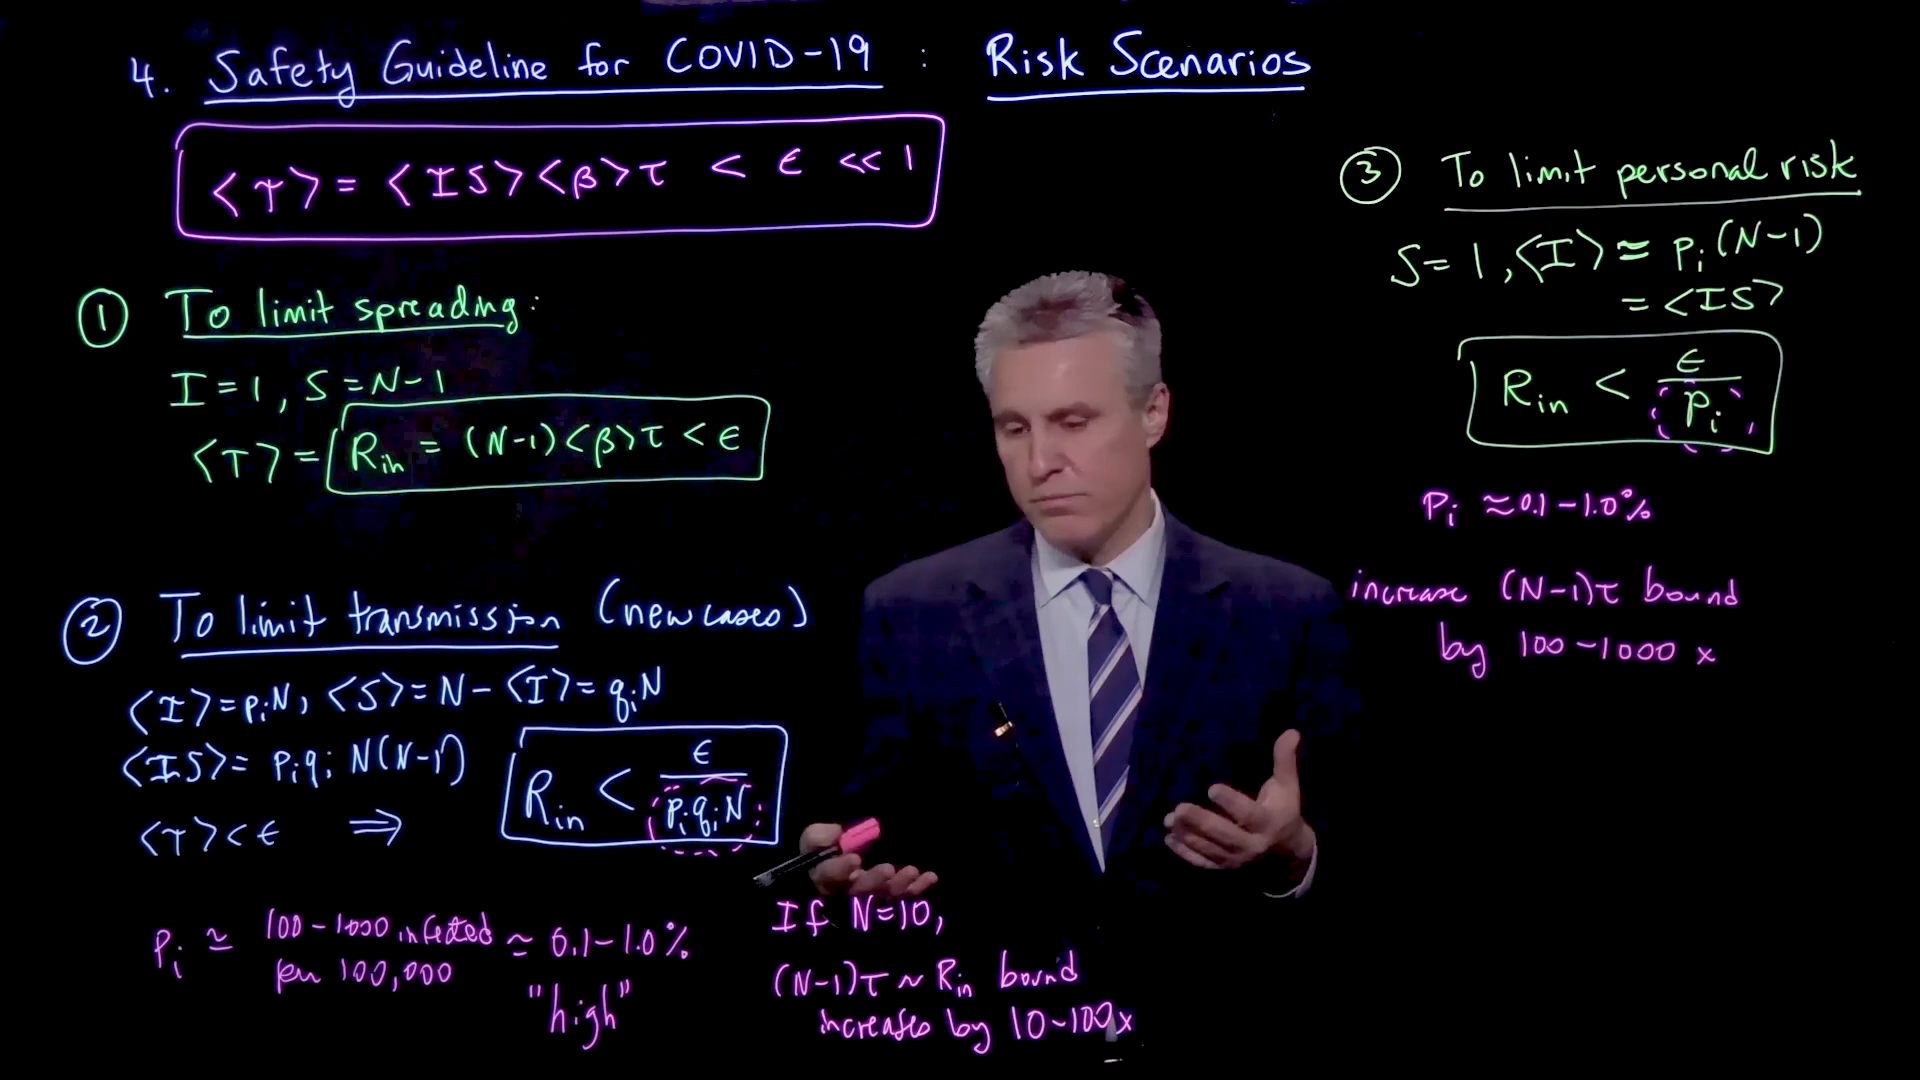 4. Safety Guideline for COVID-19 : Risk Scenarios
<T> = <IS><β>τ < ϵ << 1
① To limit spreading:
I = 1, S = N-1
<T> = Rin = (N-1)<β>τ < ϵ
② To limit transmission (new cases)
<I> = piN, <S> = N - <I> = qiN
<IS> = piqi N(N-1)
<T> < ϵ ⇒ Rin < ϵ / piqiN
pi ≃ 100-1000 infected per 100,000 ≈ 0.1-1.0%
"high"
If N=10,
(N-1)τ ~ Rin bound
increases by 10-100x
③ To limit personal risk
S = 1, <I> ≈ pi(N-1)
= <IS>
Rin < ϵ / pi
Pi ≈ 0.1-1.0%
increase (N-1)τ bound
by 100-1000 x